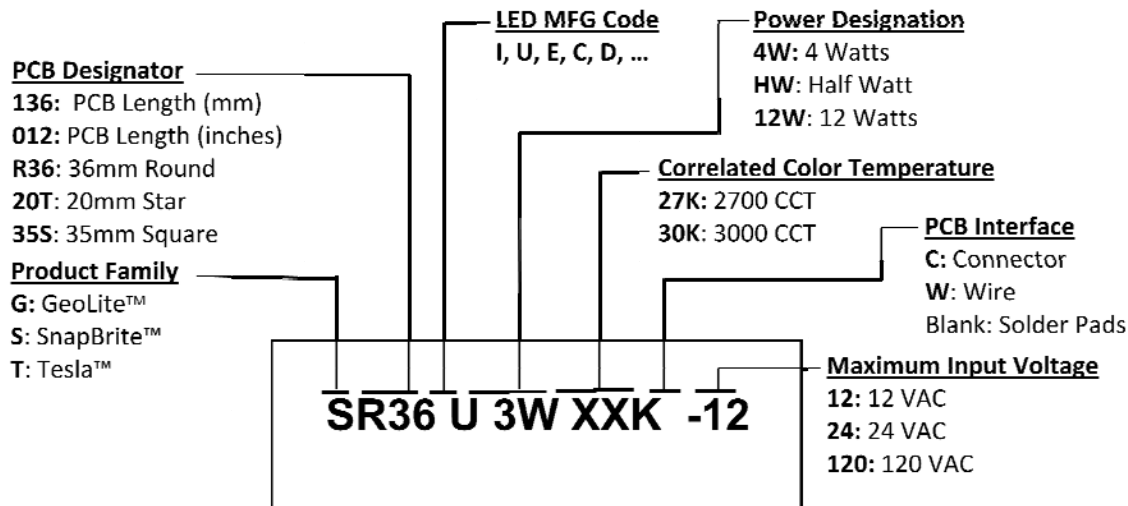 LED MFG Code
I, U, E, C, D, ...
Power Designation
4W: 4 Watts
HW: Half Watt
12W: 12 Watts
PCB Designator
136: PCB Length (mm)
012: PCB Length (inches)
R36: 36mm Round
20T: 20mm Star
35S: 35mm Square
Correlated Color Temperature
27K: 2700 CCT
30K: 3000 CCT
PCB Interface
C: Connector
W: Wire
Blank: Solder Pads
Product Family
G: GeoLite™
S: SnapBrite™
T: Tesla™
Maximum Input Voltage
12: 12 VAC
24: 24 VAC
120: 120 VAC
SR36 U 3W XXK -12